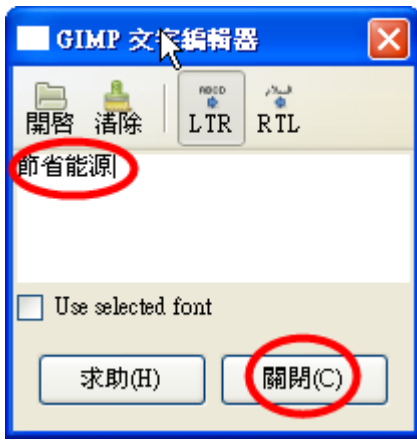 GIMP 文字編輯器
開啓 清除 LTR RTL
節省能源
Use selected font
求助(H) 關閉(C)